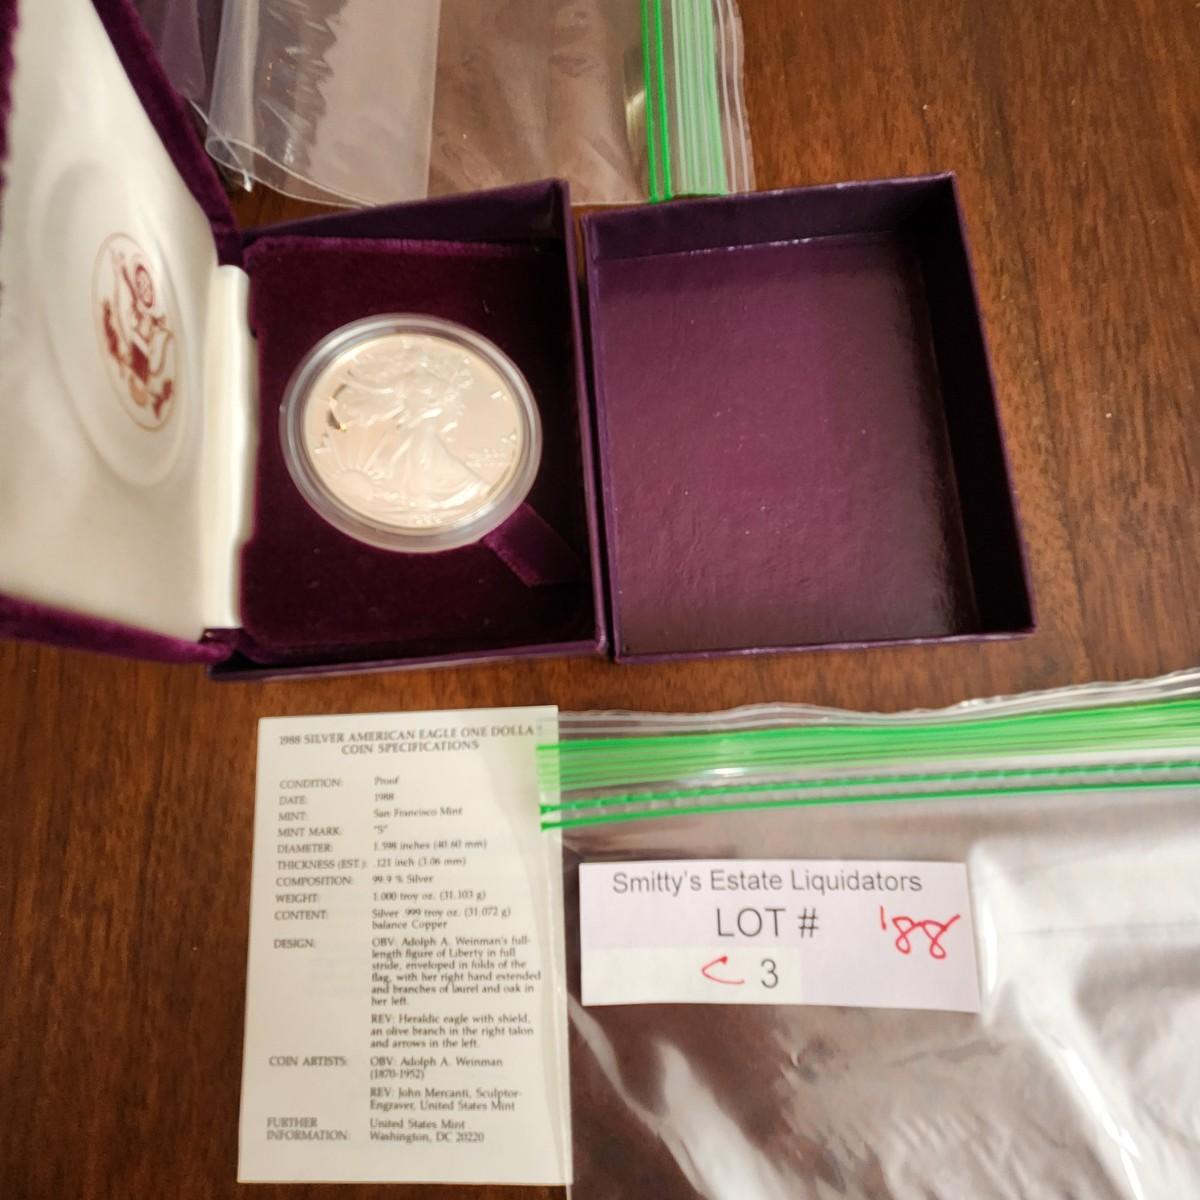 1988 SILVER AMERICAN EAGLE ONE DOLLA
COIN SPECIFICATIONS
CONDITION: Proof
DATE: 1988
MINT: San Francisco Mint
MINT MARK: "S"
DIAMETER: 1.598 inches (40.60 mm)
THICKNESS (EST.): .121 inch (3.06 mm)
COMPOSITION: 99.9 % Silver
WEIGHT: 1.000 troy oz. (31.103 g)
CONTENT: Silver .999 troy oz. (31.072 g)
balance Copper
DESIGN: OBV: Adolph A. Weinman's full-
length figure of Liberty in full
stride, enveloped in folds of the
flag, with her right hand extended
and branches of laurel and oak in
her left.
REV: Heraldic eagle with shield,
an olive branch in the right talon
and arrows in the left.
COIN ARTISTS: OBV: Adolph A. Weinman
(1870-1952)
REV: John Mercanti, Sculptor-
Engraver, United States Mint
FURTHER INFORMATION: United States Mint
Washington, DC 20220
Smitty's Estate Liquidators
LOT # '88
C 3